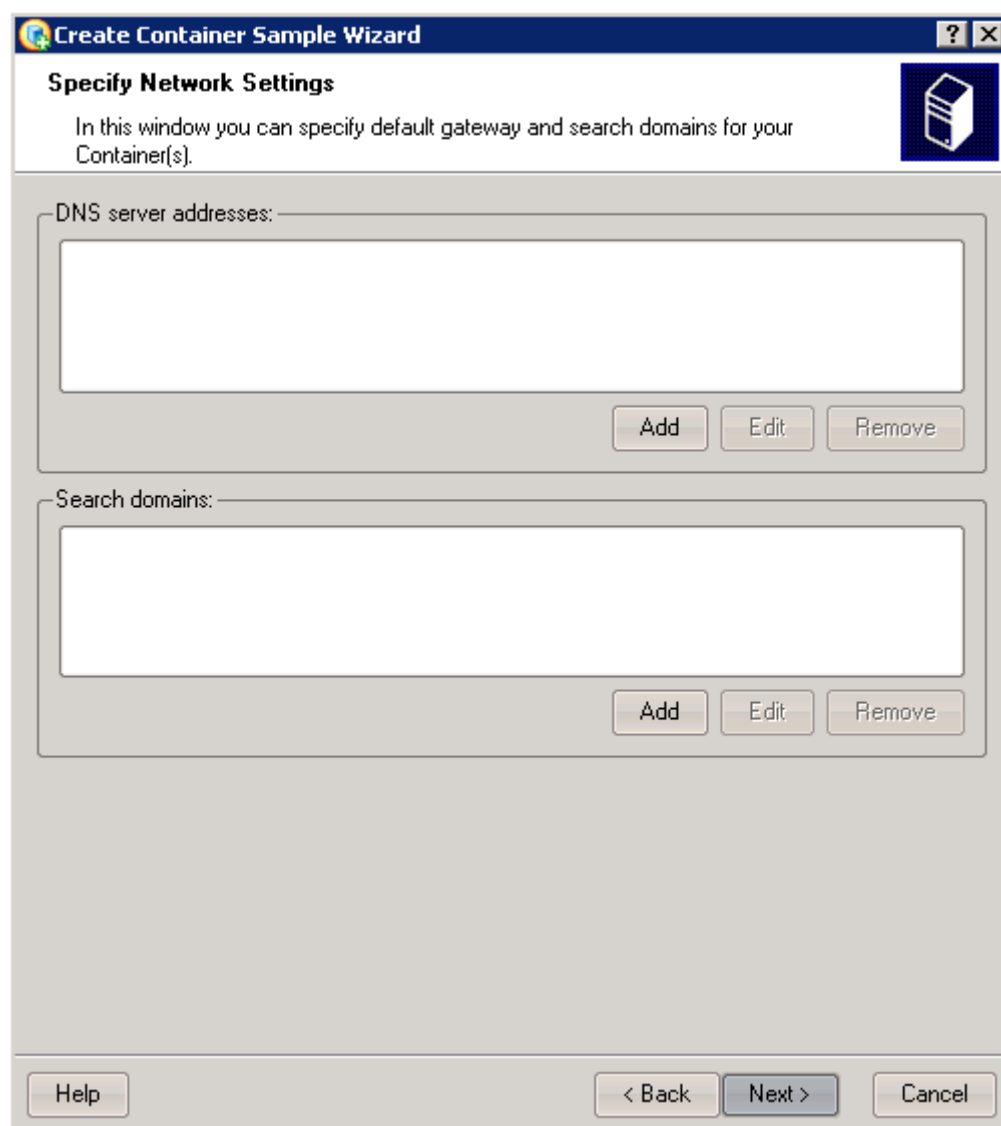 Create Container Sample Wizard
?
Specify Network Settings
In this window you can specify default gateway and search domains for your
Container(s).
DNS server addresses:
Add Edit Remove
Search domains:
Add Edit Remove
Help < Back Next > Cancel